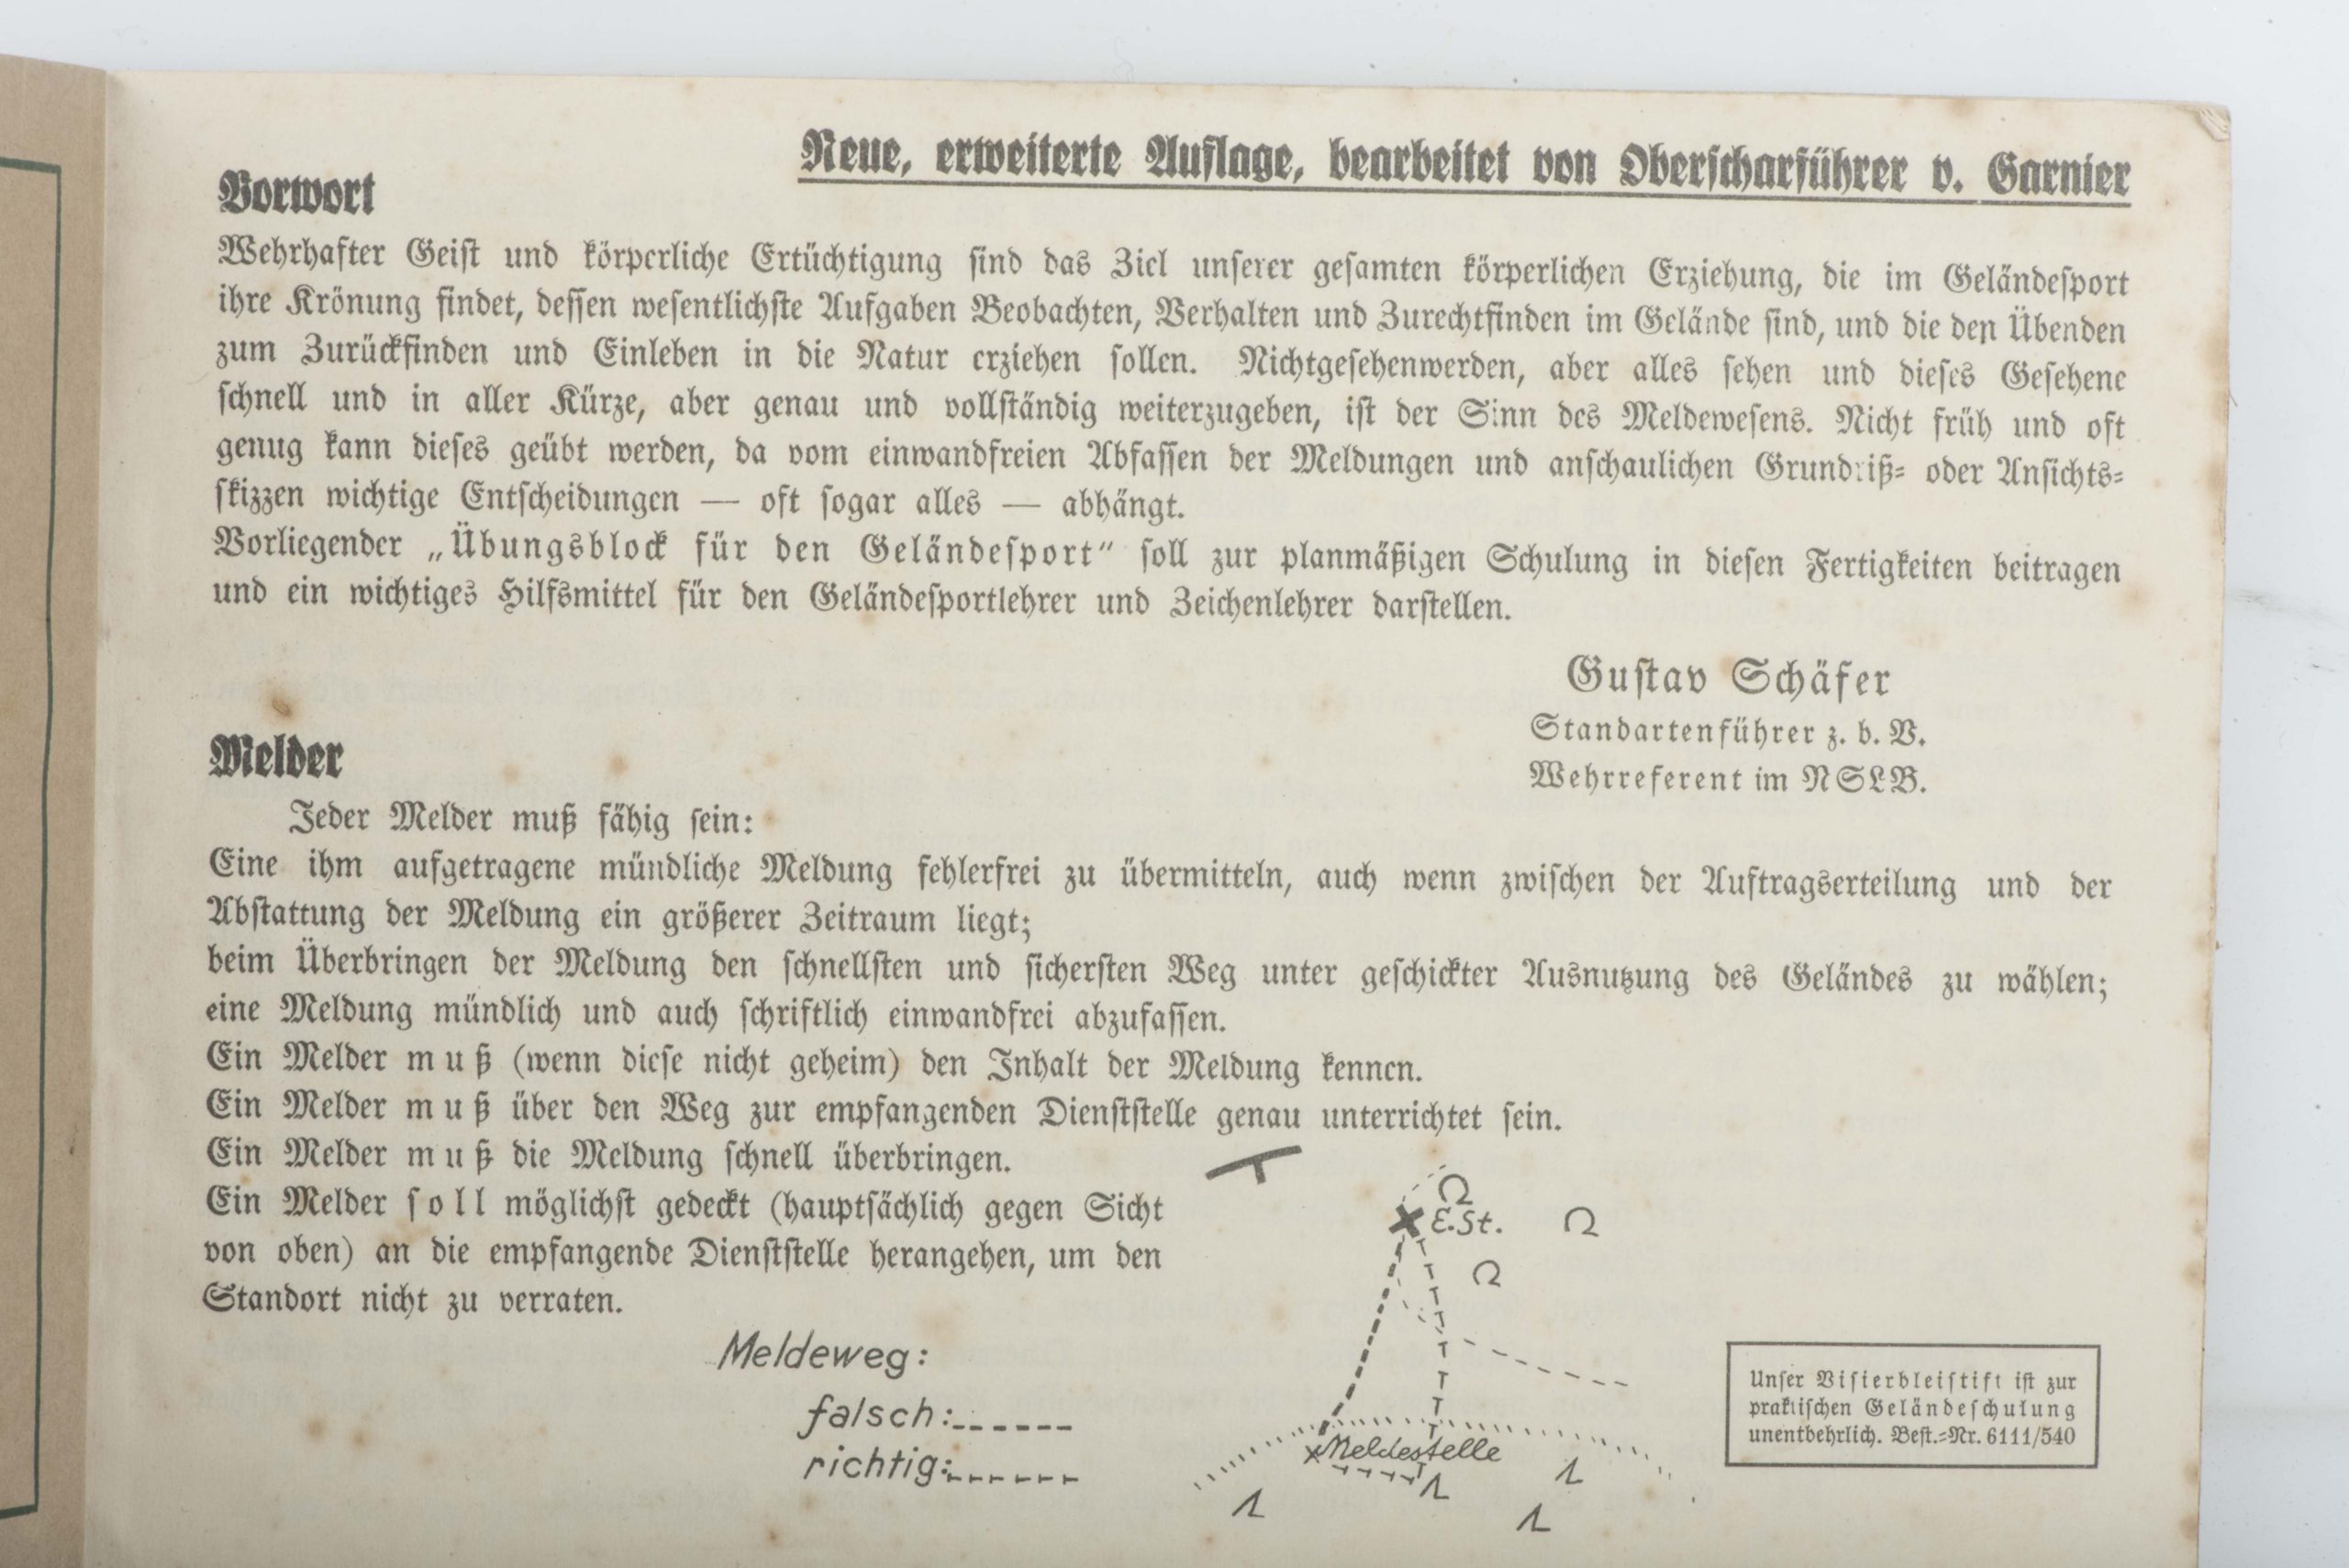 Neue, erweiterte Auflage, bearbeitet von Oberscharführer v. Garnier
Vorwort
Wehrhafter Geist und körperliche Ertüchtigung sind das Ziel unserer gesamten körperlichen Erziehung, die im Geländesport
ihre Krönung findet, dessen wesentlichste Aufgaben Beobachten, Verhalten und Zurechtfinden im Gelände sind, und die den Übenden
zum Zurückfinden und Einleben in die Natur erziehen sollen. Nichtgesehenwerden, aber alles sehen und dieses Gesehene
schnell und in aller Kürze, aber genau und vollständig weiterzugeben, ist der Sinn des Meldewesens. Nicht früh und oft
genug kann dieses geübt werden, da vom einwandfreien Abfassen der Meldungen und anschaulichen Grundriß- oder Ansichts-
skizzen wichtige Entscheidungen — oft sogar alles — abhängt.
Vorliegender „Übungsblock für den Geländesport“ soll zur planmäßigen Schulung in diesen Fertigkeiten beitragen
und ein wichtiges Hilfsmittel für den Geländesportlehrer und Zeichenlehrer darstellen.
Gustav Schäfer
Standartenführer z. b. V.
Wehrreferent im NSLB.
Melder
Jeder Melder muß fähig sein:
Eine ihm aufgetragene mündliche Meldung fehlerfrei zu übermitteln, auch wenn zwischen der Auftragserteilung und der
Abstattung der Meldung ein größerer Zeitraum liegt;
beim Überbringen der Meldung den schnellsten und sichersten Weg unter geschickter Ausnutzung des Geländes zu wählen;
eine Meldung mündlich und auch schriftlich einwandfrei abzufassen.
Ein Melder muß (wenn diese nicht geheim) den Inhalt der Meldung kennen.
Ein Melder muß über den Weg zur empfangenden Dienststelle genau unterrichtet sein.
Ein Melder muß die Meldung schnell überbringen.
Ein Melder soll möglichst gedeckt (hauptsächlich gegen Sicht
von oben) an die empfangende Dienststelle herangehen, um den
Standort nicht zu verraten.
Meldeweg:
falsch:
richtig:
E.St.
Meldestelle
Unser Visierbleistift ist zur
praktischen Geländeschulung
unentbehrlich. Best.-Nr. 6111/540